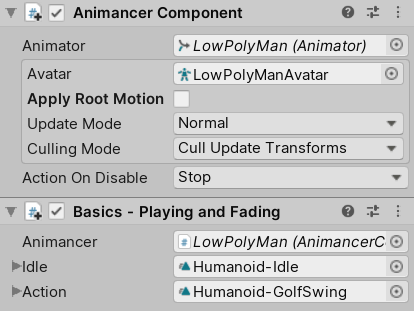 Animancer Component
Animator LowPolyMan (Animator)
Avatar LowPolyManAvatar
Apply Root Motion
Update Mode Normal
Culling Mode Cull Update Transforms
Action On Disable Stop
Basics - Playing and Fading
Animancer LowPolyMan (AnimancerC
Idle Humanoid-Idle
Action Humanoid-GolfSwing